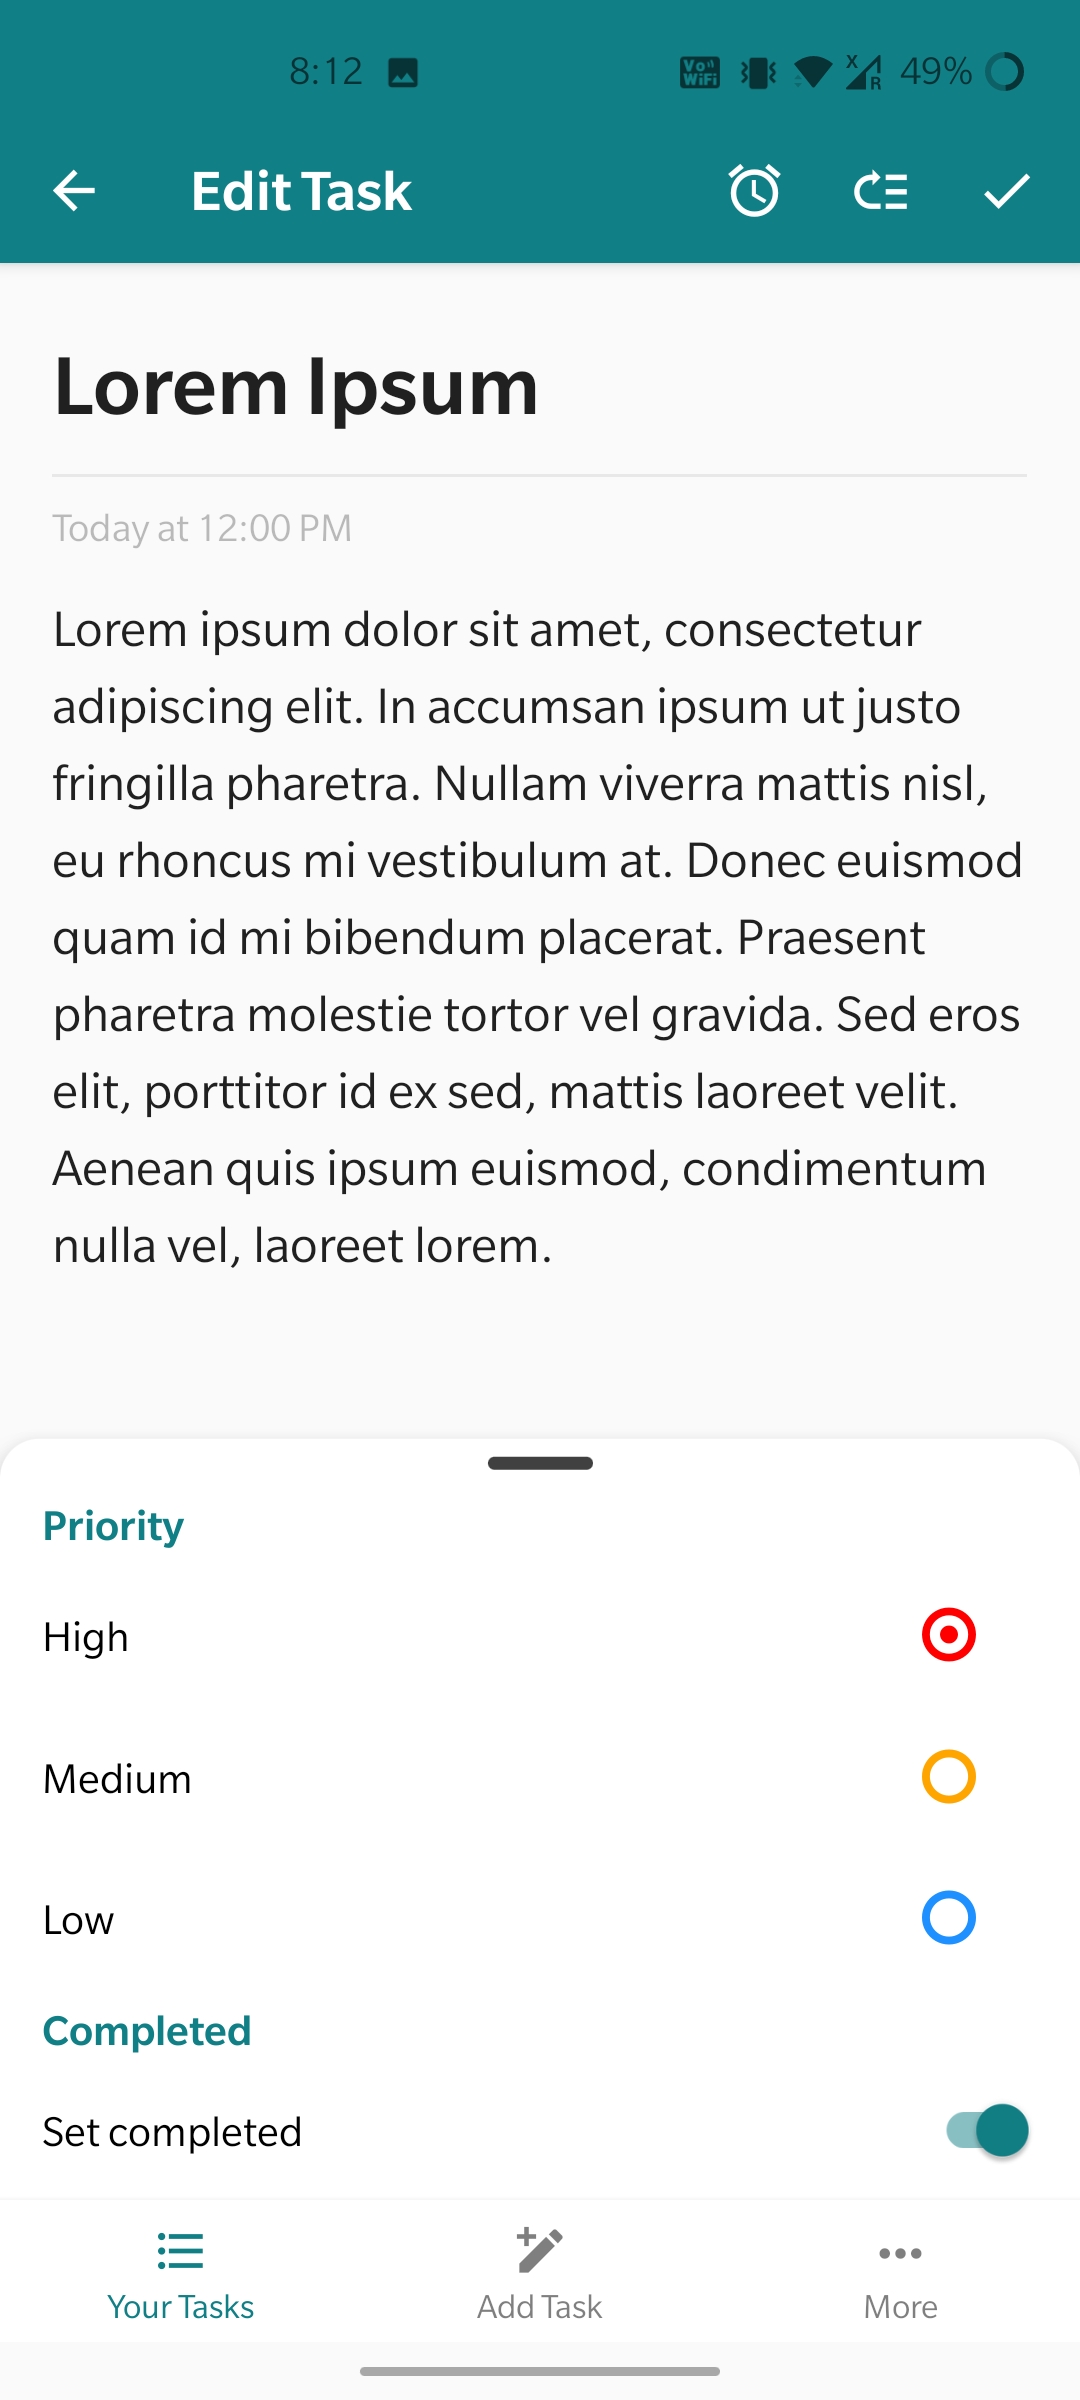 8:12
Vo WiFi
X
R
49%
Edit Task
Lorem Ipsum
Today at 12:00 PM
Lorem ipsum dolor sit amet, consectetur
adipiscing elit. In accumsan ipsum ut justo
fringilla pharetra. Nullam viverra mattis nisl,
eu rhoncus mi vestibulum at. Donec euismod
quam id mi bibendum placerat. Praesent
pharetra molestie tortor vel gravida. Sed eros
elit, porttitor id ex sed, mattis laoreet velit.
Aenean quis ipsum euismod, condimentum
nulla vel, laoreet lorem.
Priority
High
Medium
Low
Completed
Set completed
Your Tasks
Add Task
More